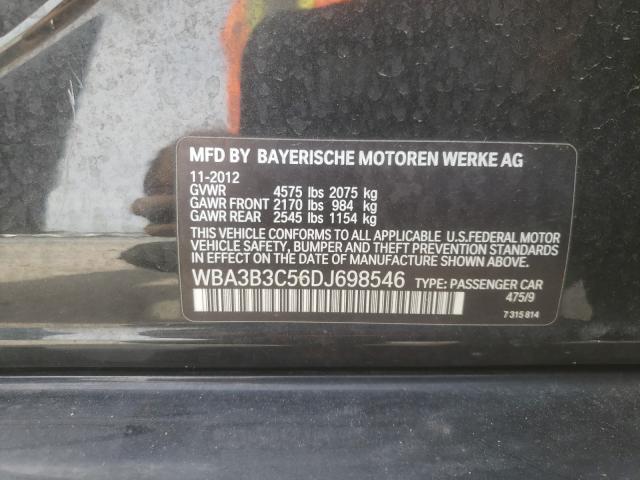 MFD BY BAYERISCHE MOTOREN WERKE AG
11-2012
GVWR 4575 lbs 2075 kg
GAWR FRONT 2170 lbs 984 kg
GAWR REAR 2545 lbs 1154 kg
THIS VEHICLE CONFORMS TO ALL APPLICABLE U.S.FEDERAL MOTOR
VEHICLE SAFETY, BUMPER AND THEFT PREVENTION STANDARDS
IN EFFECT ON THE DATE OF MANUFACTURE SHOWN ABOVE.
WBA3B3C56DJ698546 TYPE: PASSENGER CAR
475/9
7 315 814